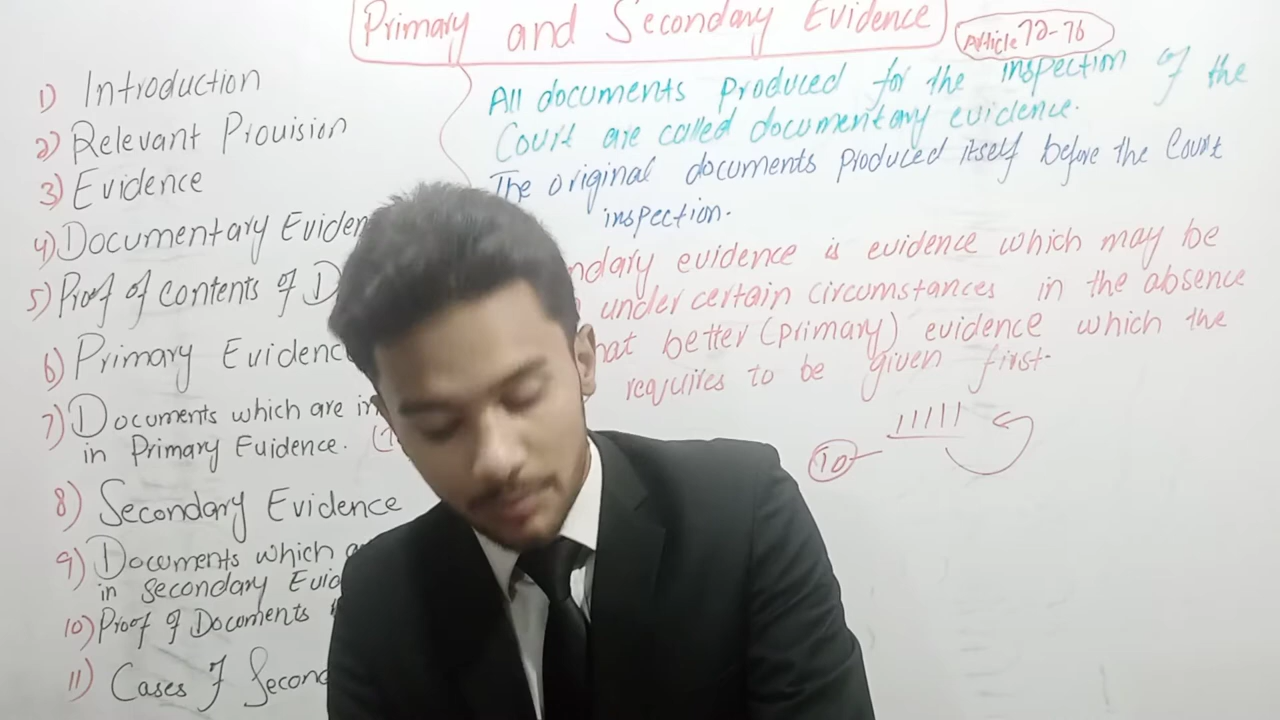 Primary and Secondary Evidence
Article 72-76
1) Introduction
2) Relevant Provision
3) Evidence
4) Documentary Eviden
5) Proof of contents of D
6) Primary Evidenc
7) Documents which are in
in Primary Evidence.
8) Secondary Evidence
9) Documents which a
in secondary Evid
10) Proof of Documents
11) Cases of Second
All documents produced for the inspection of the
Court are called documentary evidence.
The original documents produced itself before the Court
inspection.
ndary evidence is evidence which may be
under certain circumstances in the absence
hat better (primary) evidence which the
requires to be given first.